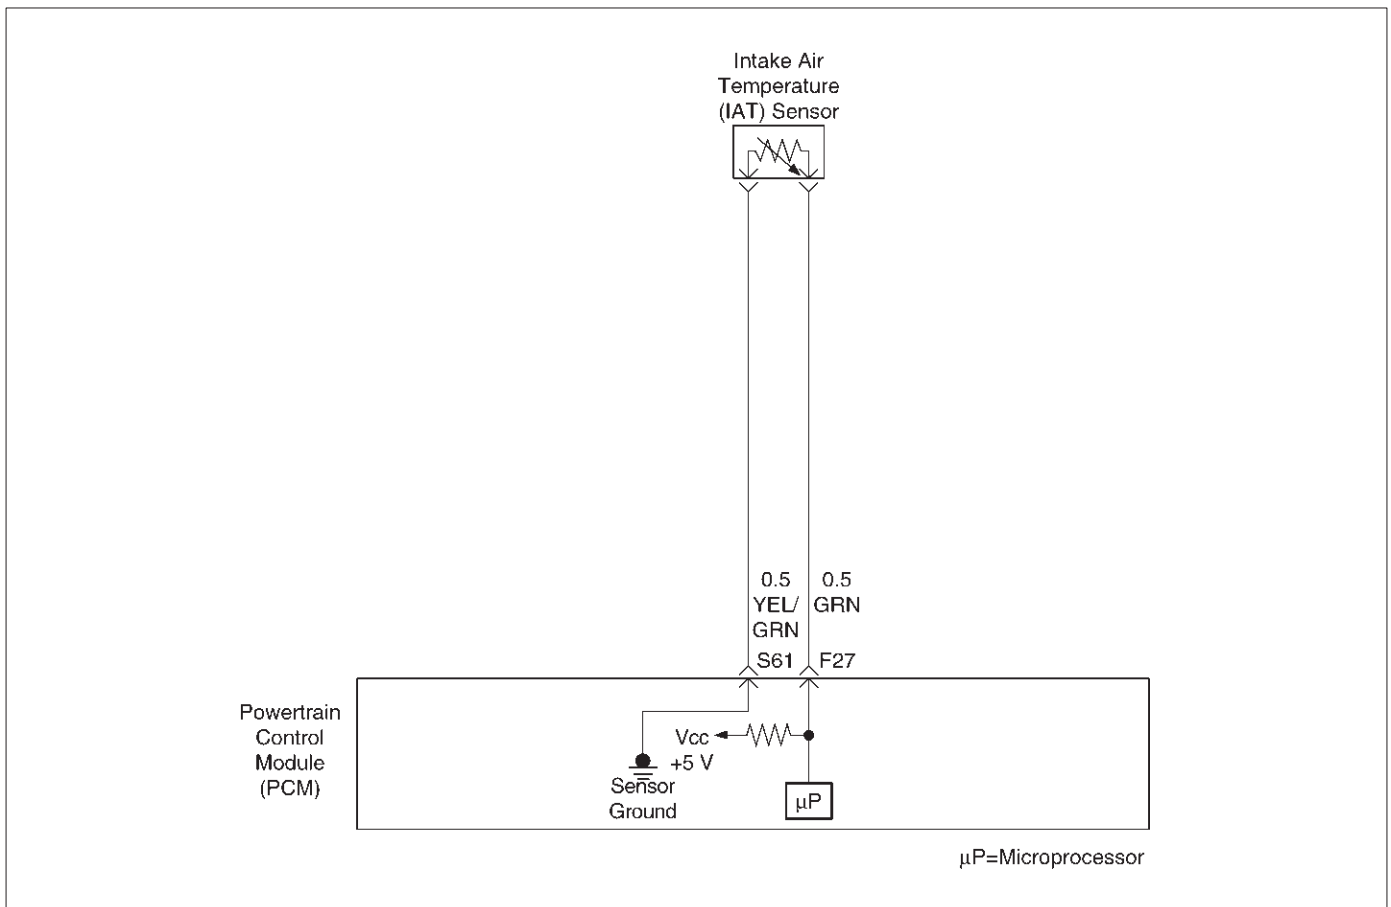 Intake Air
Temperature
(IAT) Sensor
0.5
YEL/
GRN
0.5
GRN
S61
F27
Powertrain
Control
Module
(PCM)
Vcc
+5 V
Sensor
Ground
μP
μP=Microprocessor